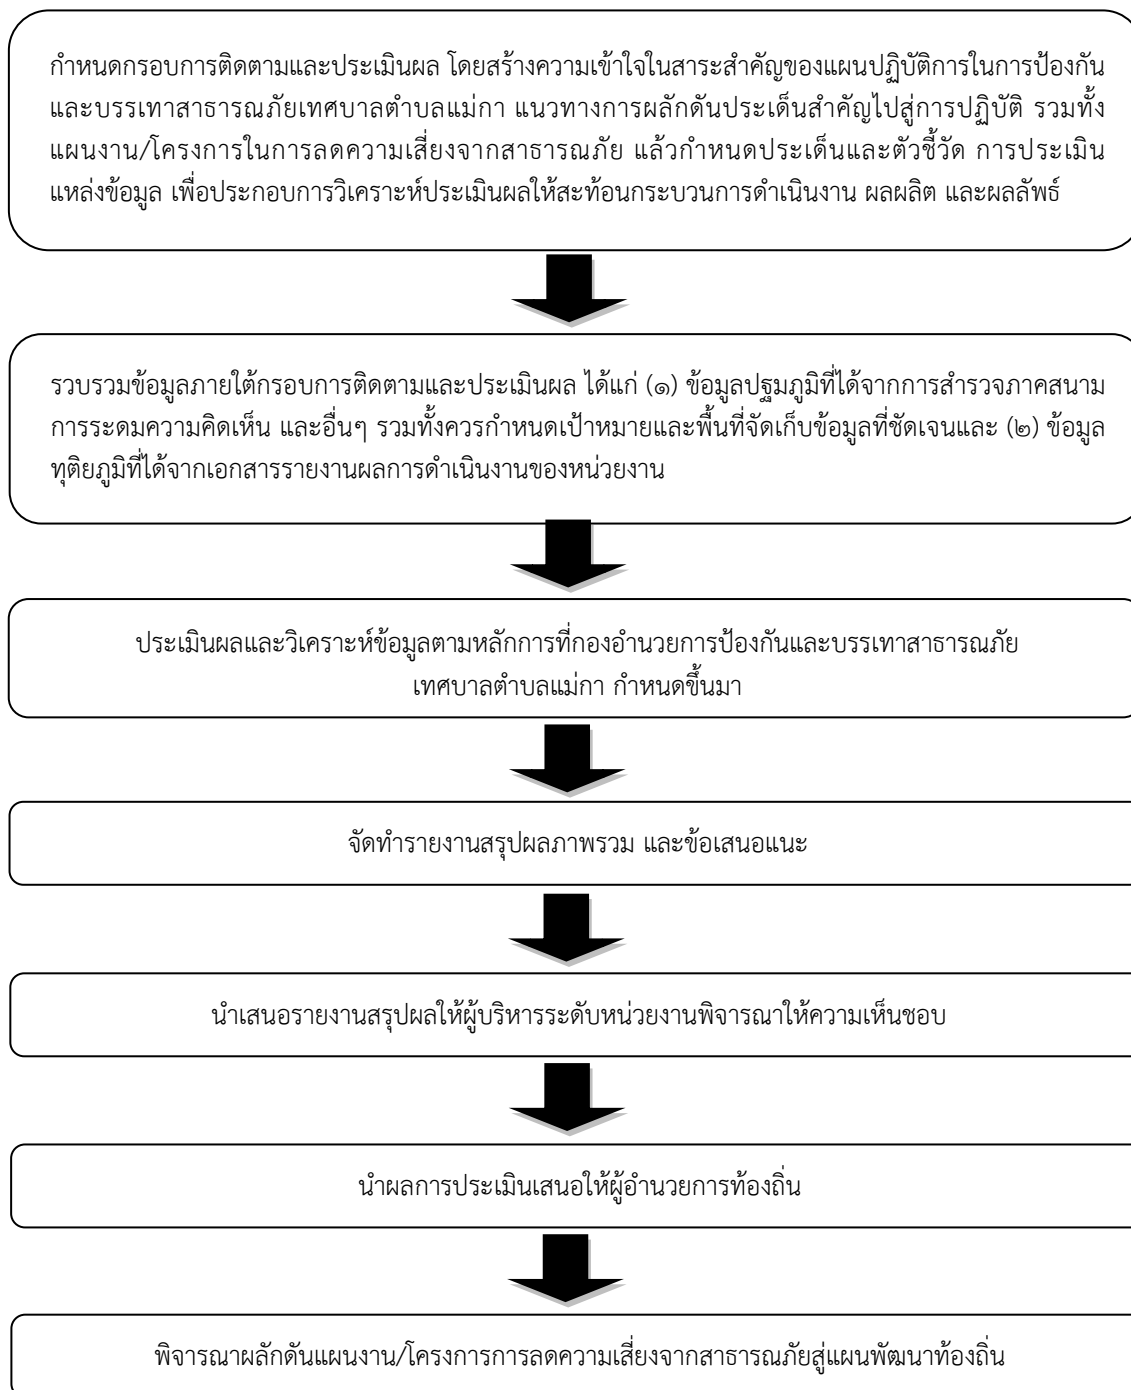 กำหนดกรอบการติดตามและประเมินผล โดยสร้างความเข้าใจในสาระสำคัญของแผนปฏิบัติการในการป้องกัน
และบรรเทาสาธารณภัยเทศบาลตำบลแม่กา แนวทางการผลักดันประเด็นสำคัญไปสู่การปฏิบัติ รวมทั้ง
แผนงาน/โครงการในการลดความเสี่ยงจากสาธารณภัย แล้วกำหนดประเด็นและตัวชี้วัด การประเมิน
แหล่งข้อมูล เพื่อประกอบการวิเคราะห์ประเมินผลให้สะท้อนกระบวนการดำเนินงาน ผลผลิต และผลลัพธ์
รวบรวมข้อมูลภายใต้กรอบการติดตามและประเมินผล ได้แก่ (๑) ข้อมูลปฐมภูมิที่ได้จากการสำรวจภาคสนาม
การระดมความคิดเห็น และอื่นๆ รวมทั้งควรกำหนดเป้าหมายและพื้นที่จัดเก็บข้อมูลที่ชัดเจนและ (๒) ข้อมูล
ทุติยภูมิที่ได้จากเอกสารรายงานผลการดำเนินงานของหน่วยงาน
ประเมินผลและวิเคราะห์ข้อมูลตามหลักการที่กองอำนวยการป้องกันและบรรเทาสาธารณภัย
เทศบาลตำบลแม่กา กำหนดขึ้นมา
จัดทำรายงานสรุปผลภาพรวม และข้อเสนอแนะ
นำเสนอรายงานสรุปผลให้ผู้บริหารระดับหน่วยงานพิจารณาให้ความเห็นชอบ
นำผลการประเมินเสนอให้ผู้อำนวยการท้องถิ่น
พิจารณาผลักดันแผนงาน/โครงการการลดความเสี่ยงจากสาธารณภัยสู่แผนพัฒนาท้องถิ่น